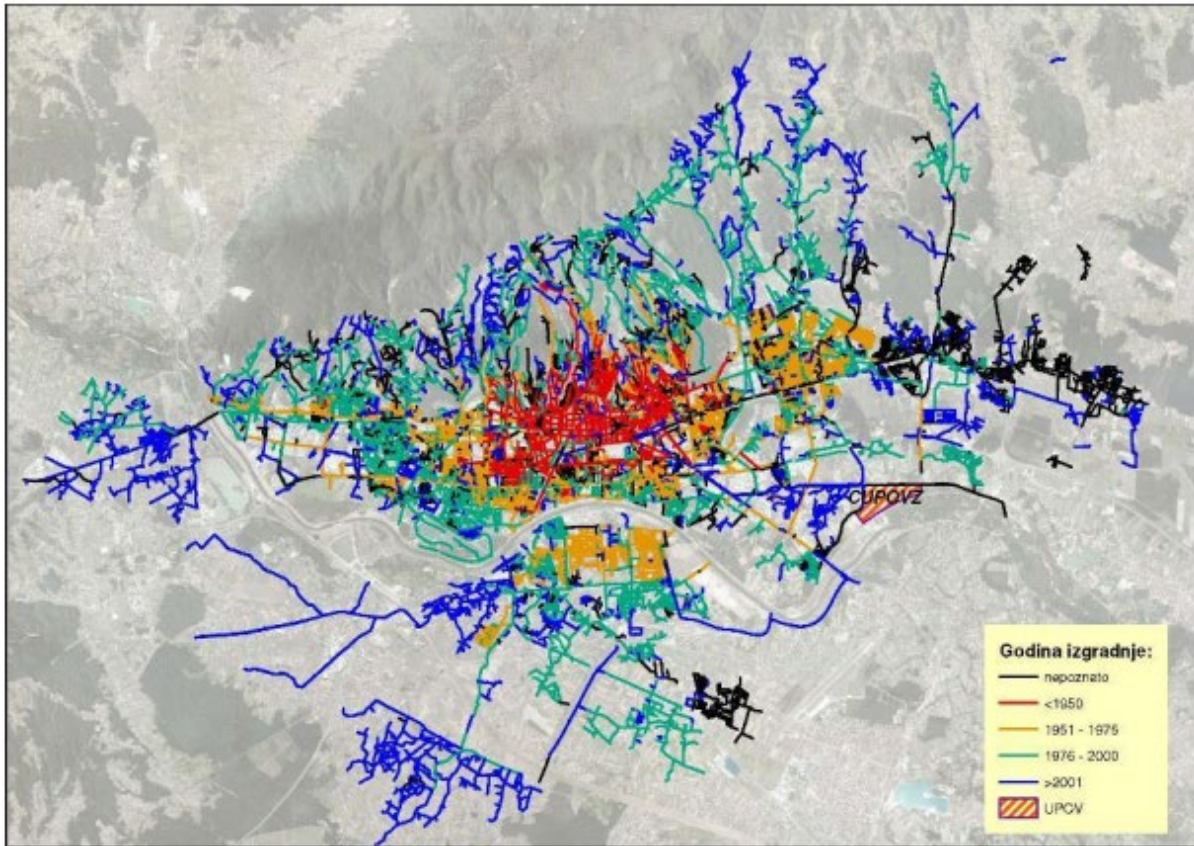 CUPOVZ
Godina izgradnje:
nepoznato
<1950
1951 - 1975
1976 - 2000
>2001
UPOV